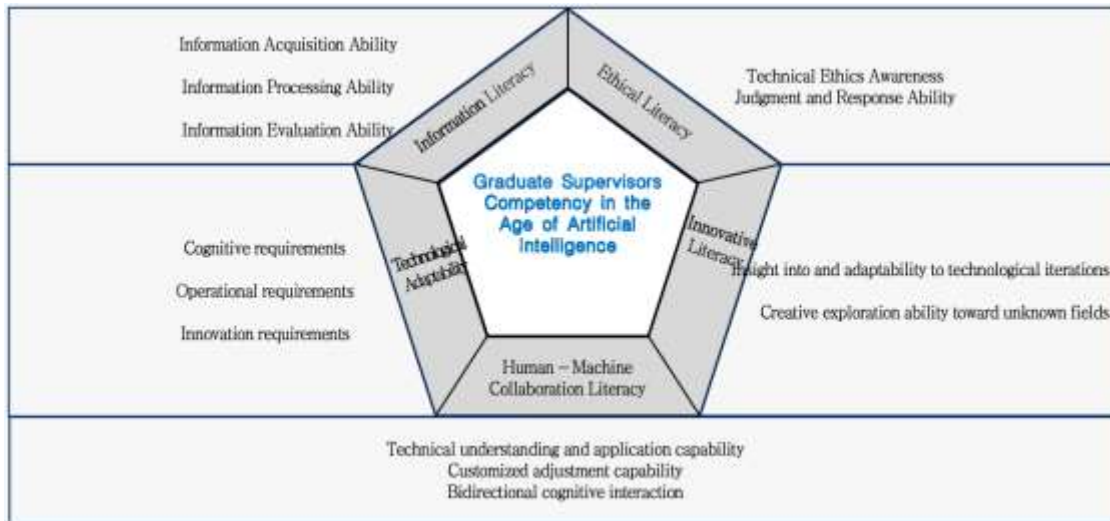 Information Acquisition Ability
Information Processing Ability
Information Evaluation Ability
Information Literacy
Ethical Literacy
Technical Ethics Awareness
Judgment and Response Ability
Graduate Supervisors
Competency in the
Age of Artificial
Intelligence
Cognitive requirements
Operational requirements
Innovation requirements
Technological
Adaptability
Innovative
Literacy
Insight into and adaptability to technological iterations
Creative exploration ability toward unknown fields
Human – Machine
Collaboration Literacy
Technical understanding and application capability
Customized adjustment capability
Bidirectional cognitive interaction